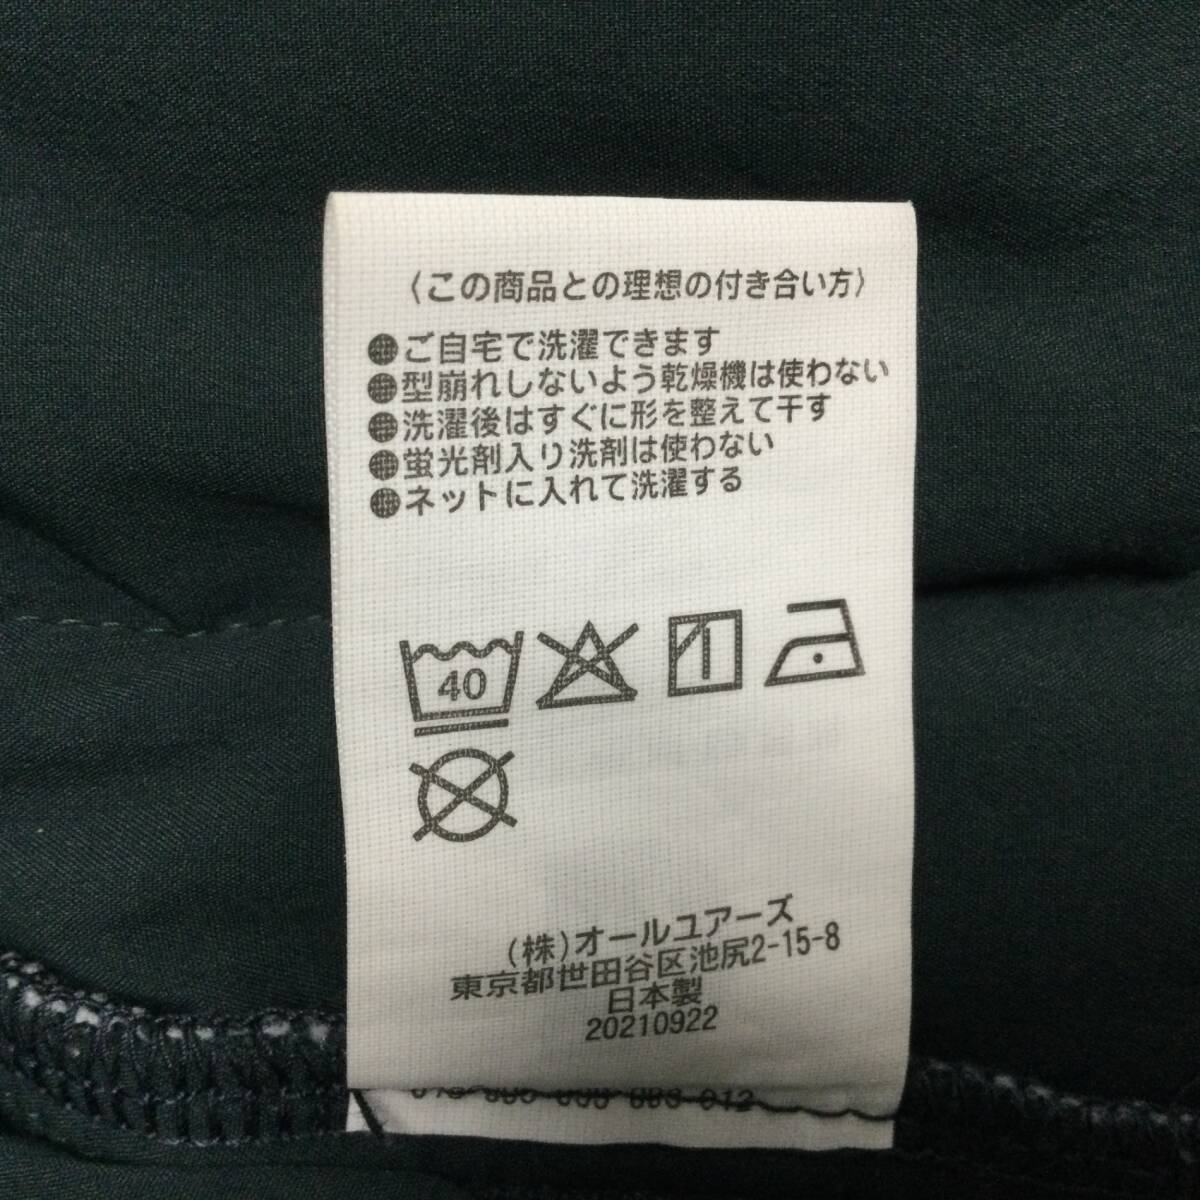 〈この商品との理想の付き合い方〉
●ご自宅で洗濯できます
●型崩れしないよう乾燥機は使わない
●洗濯後はすぐに形を整えて干す
●蛍光剤入り洗剤は使わない
●ネットに入れて洗濯する
40
(株)オールユアーズ
東京都世田谷区池尻2-15-8
日本製
20210922